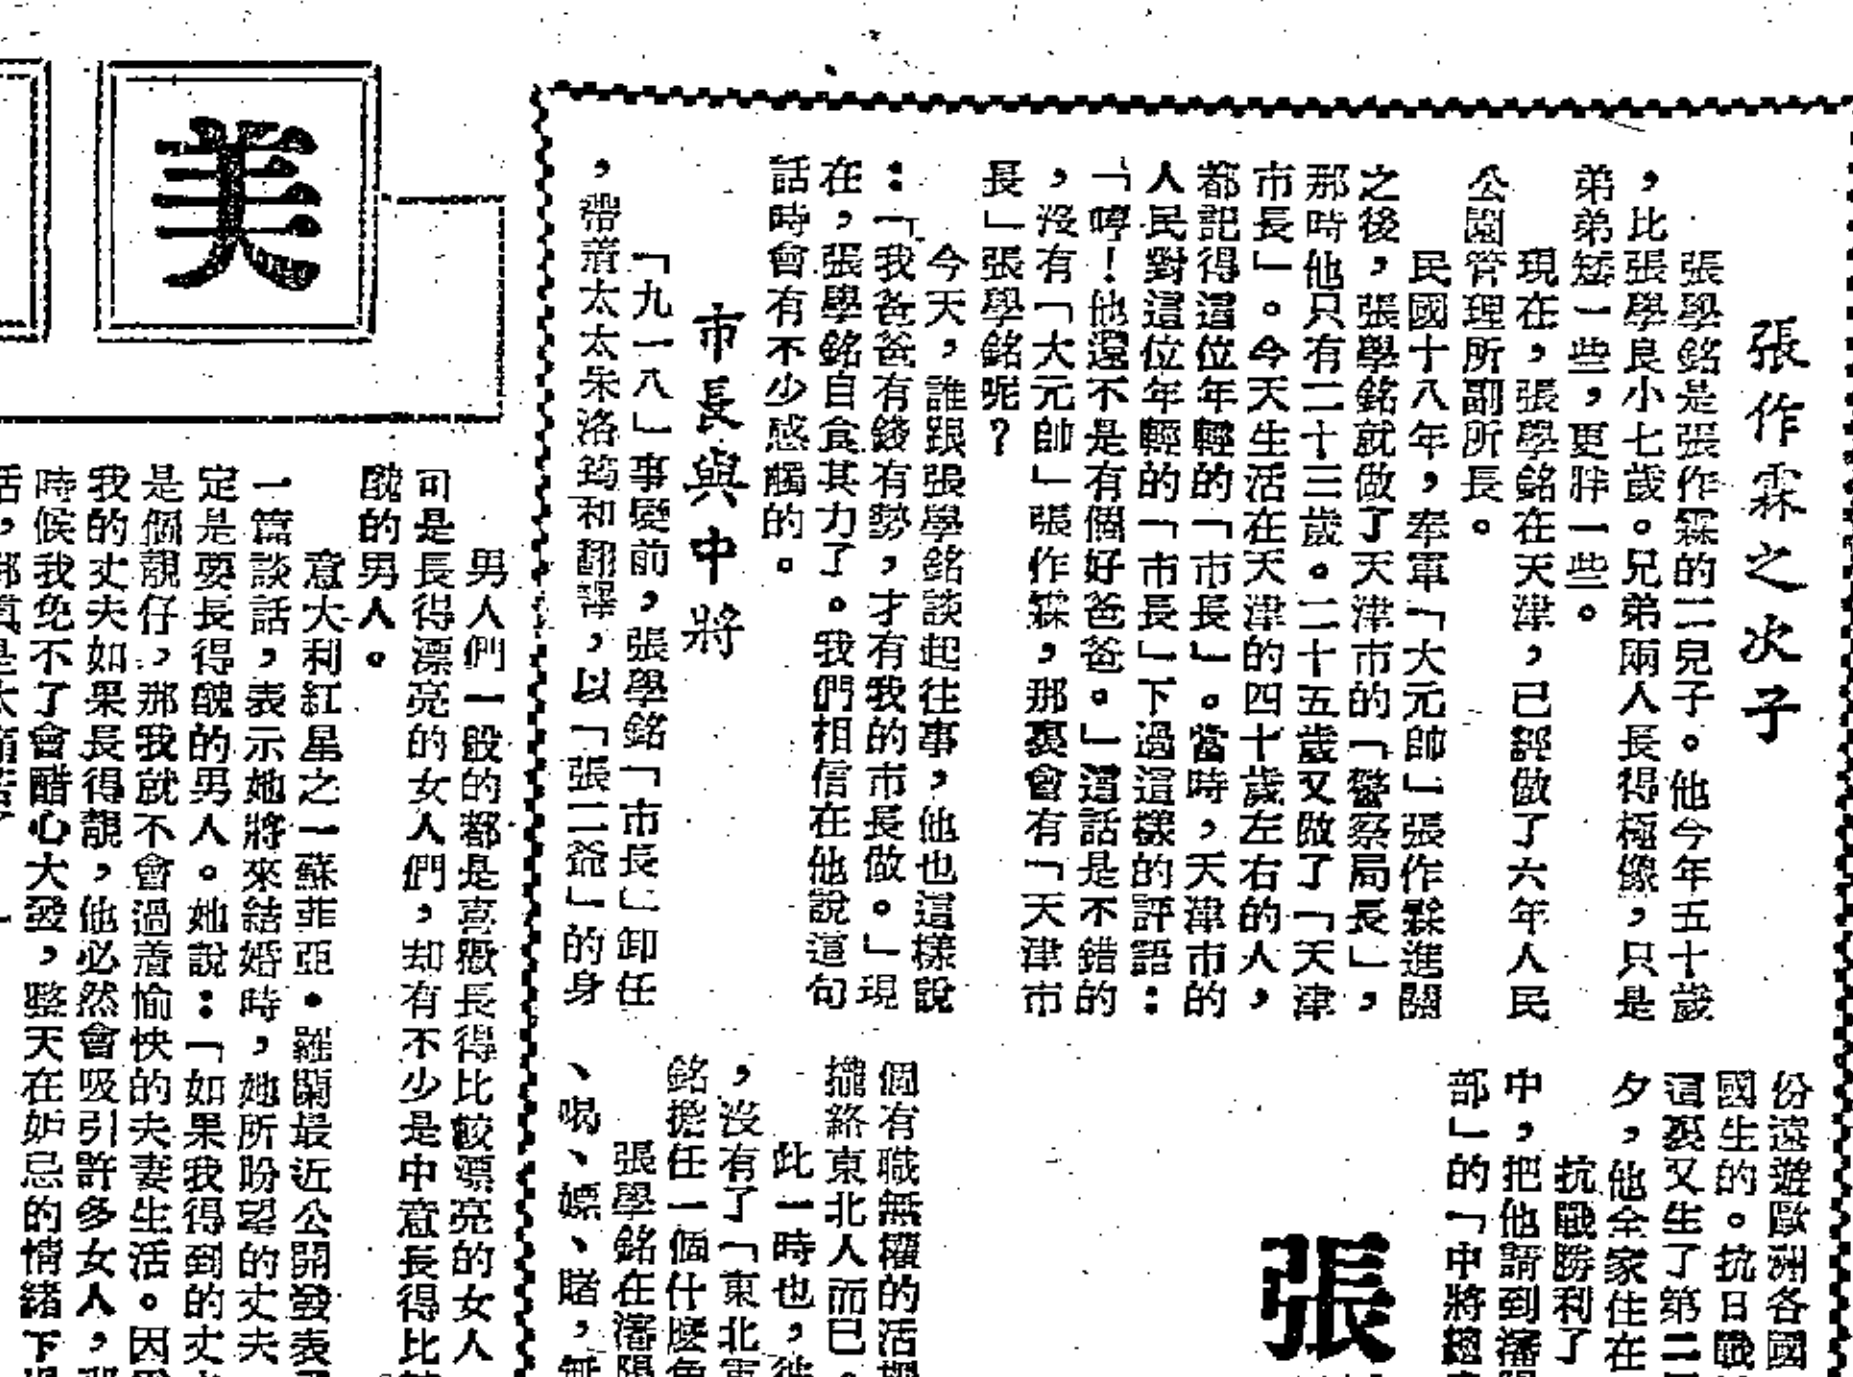 張作霖之次子
張學銘是張作霖的二兒子。他今年五十歲
，比張學良小七歲。兄弟兩人長得極像，只是
弟弟矮一些，更胖一些。
現在，張學銘在天津，已經做了六年人民
公園管理所副所長。
民國十八年，奉軍「大元帥」張作霖進關
之後，張學銘就做了天津市的「警察局長」，
那時他只有二十三歲。二十五歲又做了「天津
市長」。今天生活在天津的四十歲左右的人，
都記得這位年輕的「市長」。當時，天津市的
人民對這位年輕的「市長」下過這樣的評語：
「哼！他還不是有個好爸爸。」這話是不錯的
，沒有「大元帥」張作霖，那裏會有「天津市
長」張學銘呢？
今天，誰跟張學銘談起往事，他也這樣說
：「我爸爸有錢有勢，才有我的市長做。」現
在，張學銘自食其力了。我們相信在他說這句
話時會有不少感觸的。
市長與中將
「九一八」事變前，張學銘「市長」卸任
，帶着太太朱洛筠和翻譯，以「張二爺」的身
份遠遊歐洲各國
國生的。抗日戰
這裏又生了第二
夕，他全家住在
抗戰勝利了
中，把他請到瀋
部」的「中將
張
個有職無權的活
攏絡東北人而已。
此一時也，彼
，沒有了「東北軍
銘擔任一個什麼角
張學銘在瀋陽
、喝、嫖、賭，無
美
男人們一般的都是喜歡長得比較漂亮的女人
司是長得漂亮的女人們，却有不少是中意長得比
醜的男人。
意大利紅星之一蘇菲亞•羅蘭最近公開發表
一篇談話，表示她將來結婚時，她所盼望的丈夫
定是要長得醜的男人。她說：「如果我得到的丈
是個靚仔，那我就不會過着愉快的夫妻生活。因
我的丈夫如果長得靚，他必然會吸引許多女人，那
時候我免不了會醋心大發，整天在妒忌的情緒下
活，那真是太痛苦了